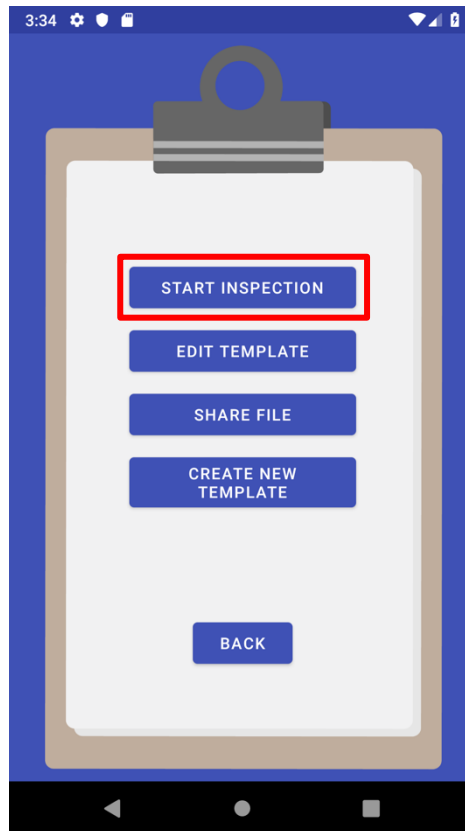 3:34
START INSPECTION
EDIT TEMPLATE
SHARE FILE
CREATE NEW
TEMPLATE
BACK